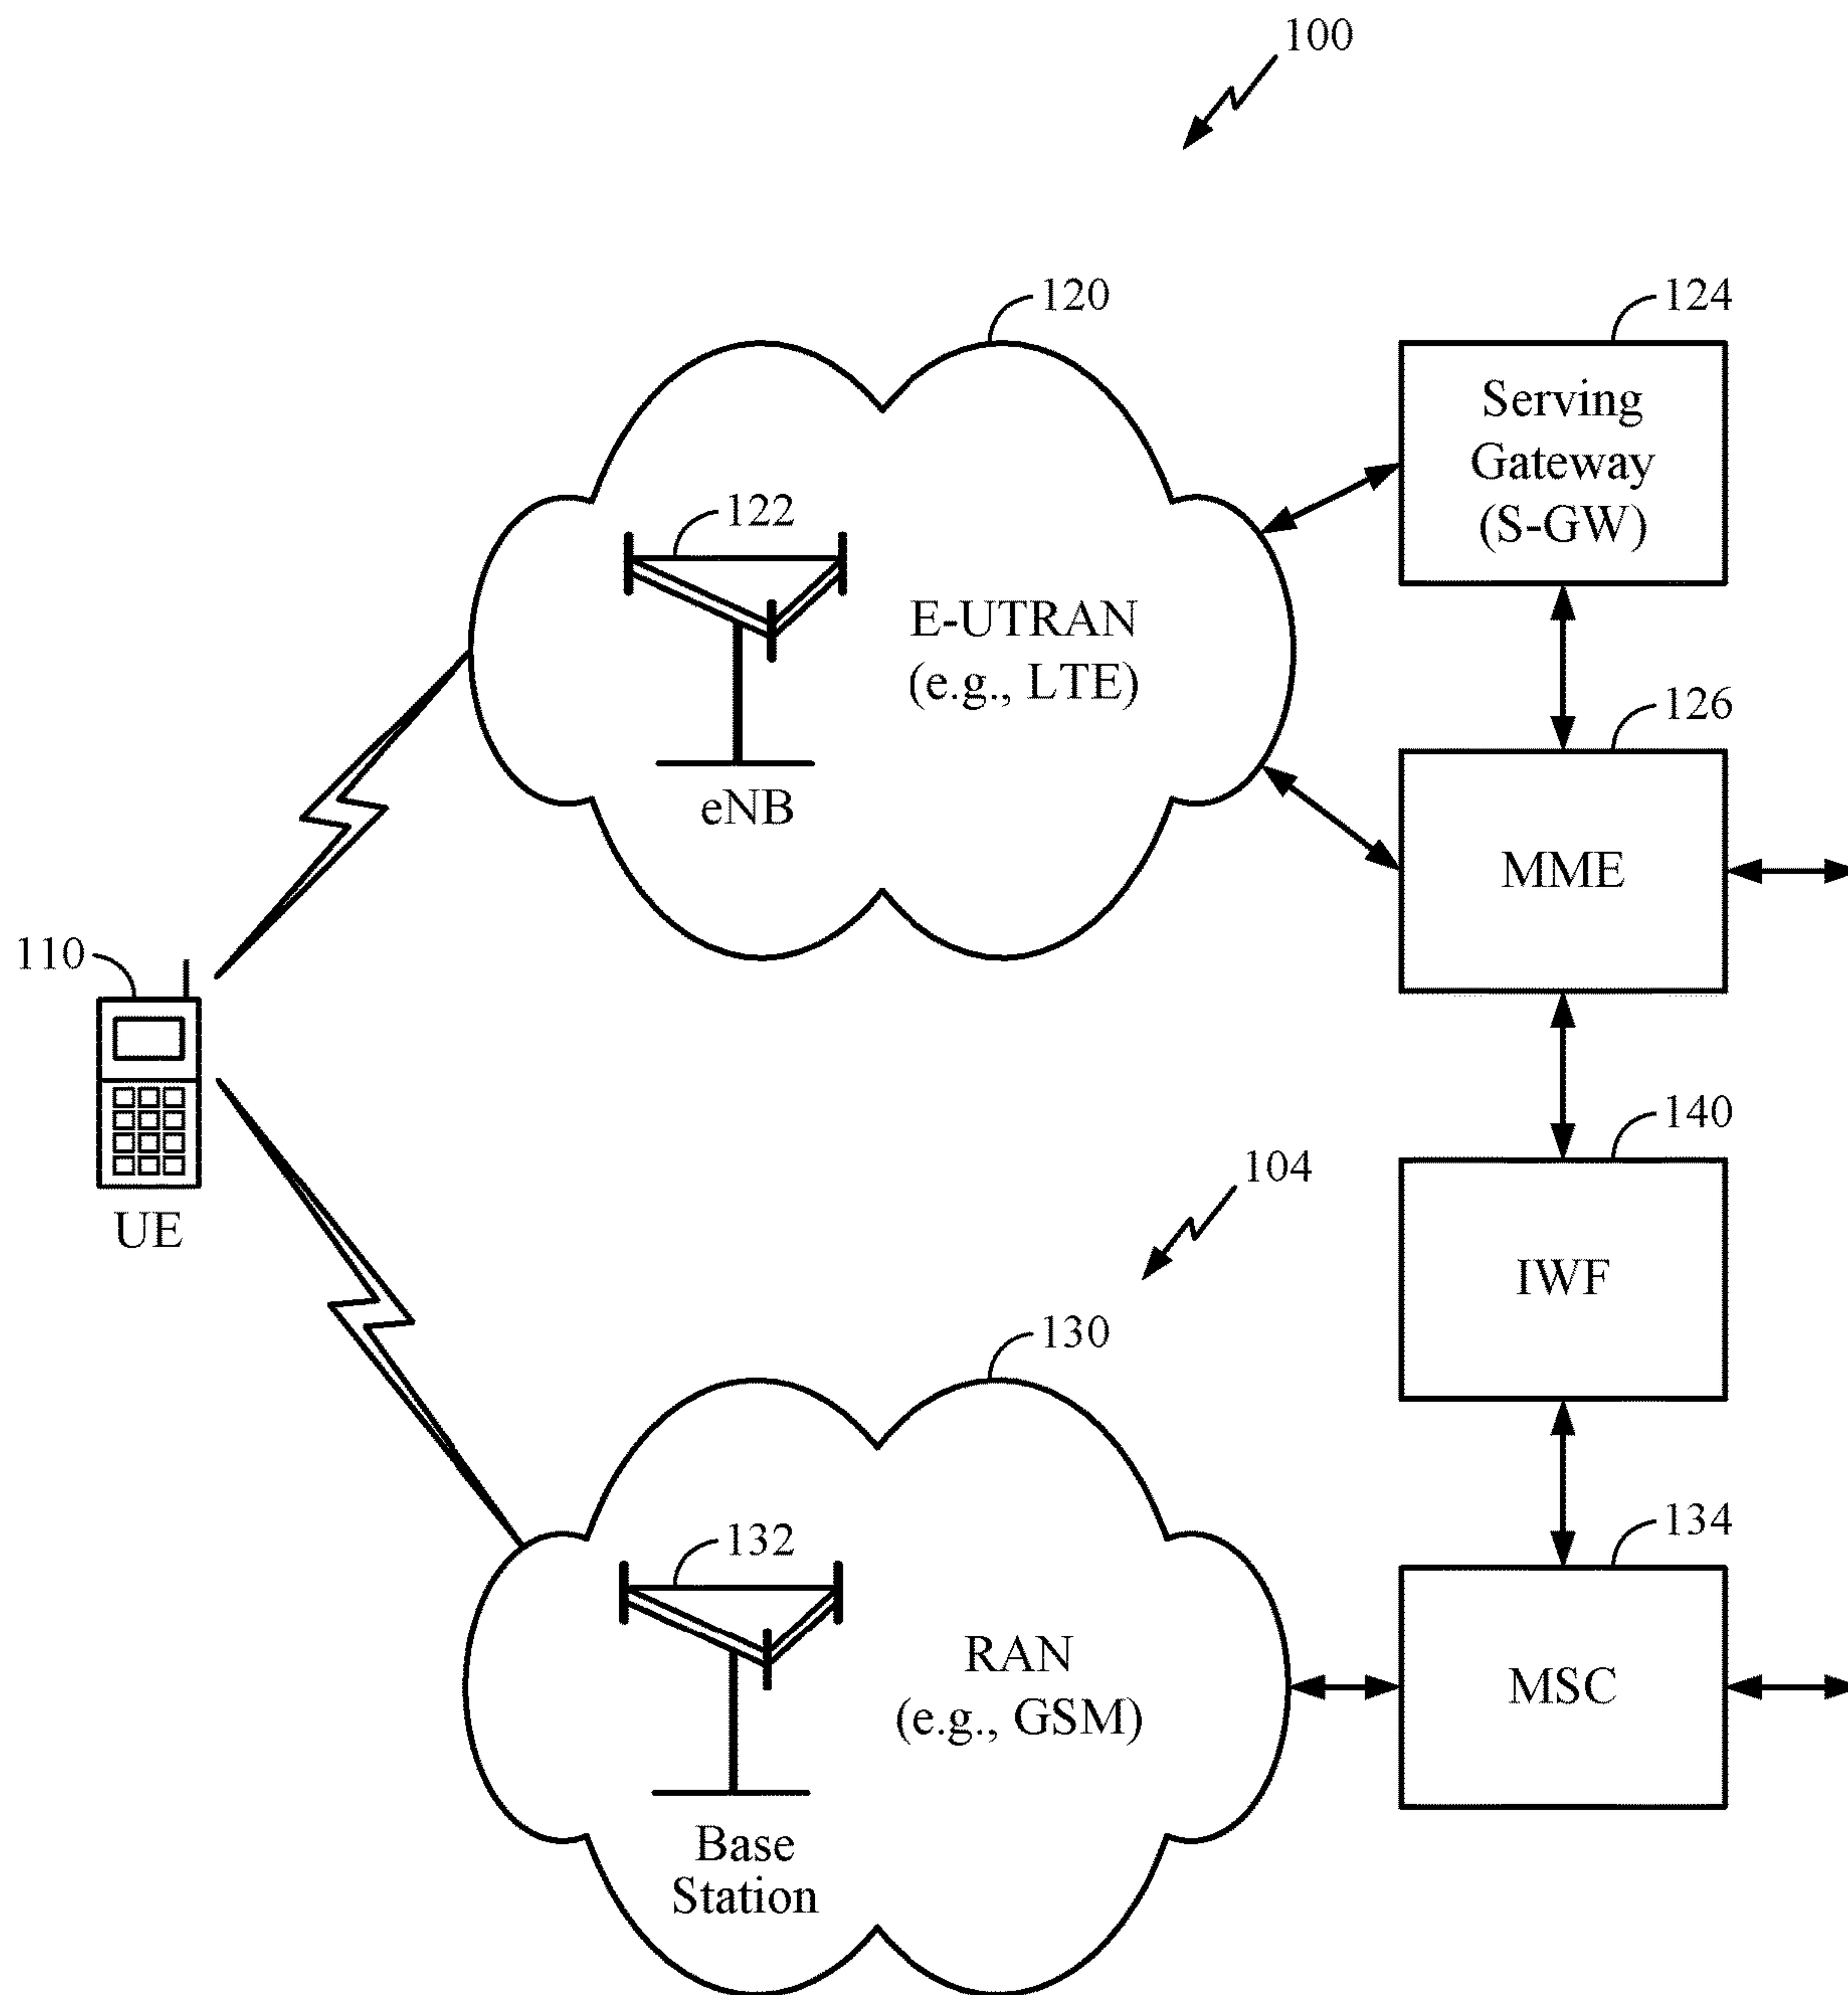 100
120
124
Serving
Gateway
(S-GW)
122
E-UTRAN
(e.g., LTE)
eNB
126
MME
110
UE
140
IWF
104
130
134
MSC
132
RAN
(e.g., GSM)
Base
Station